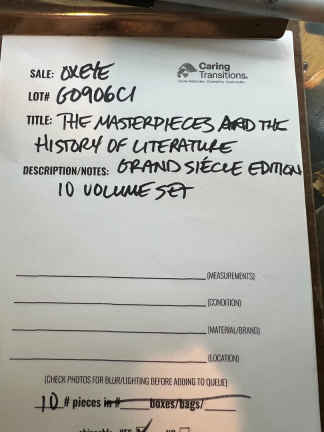 SALE: OXEYE
Caring
Transitions.
LOT# G0906C1
TITLE: THE MASTERPIECES AND THE
HISTORY OF LITERATURE
DESCRIPTION/NOTES: GRAND SIÉCLE EDITION
10 VOLUME SET
(MEASUREMENTS)
(CONDITION)
(MATERIAL/BRAND)
(LOCATION)
(CHECK PHOTOS FOR BLUR/LIGHTING BEFORE ADDING TO QUEUE)
10 # pieces in # boxes/bags/